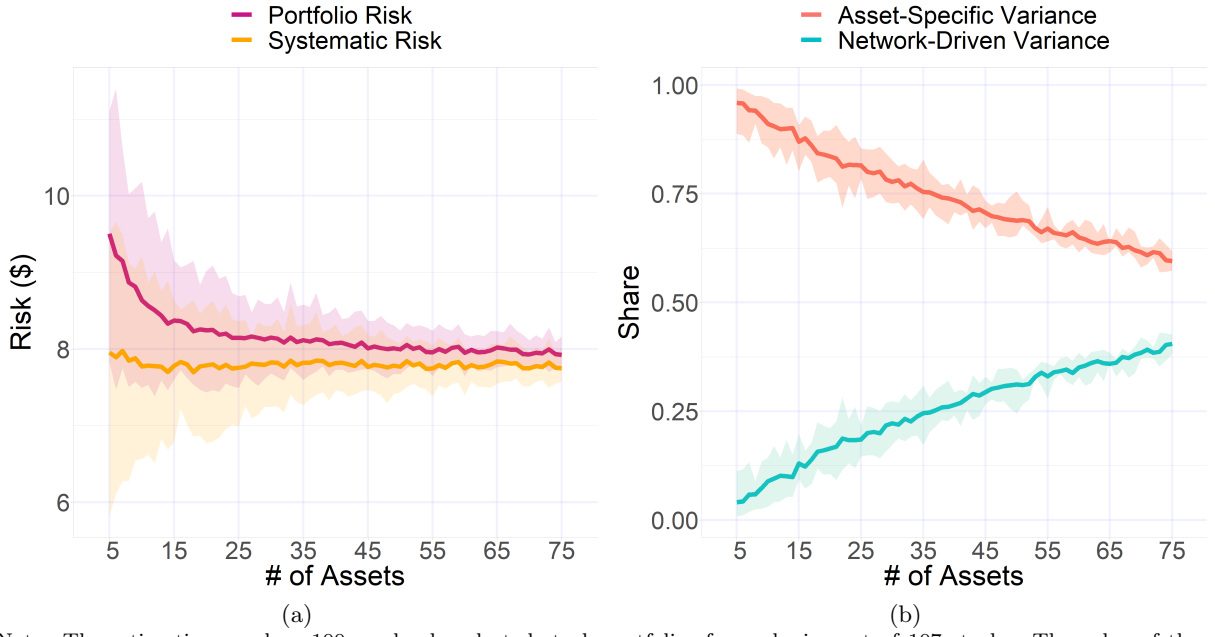 Portfolio Risk
Systematic Risk
Risk ($)
10
8
6
5 15 25 35 45 55 65 75
# of Assets
(a)
Asset-Specific Variance
Network-Driven Variance
Share
1.00
0.75
0.50
0.25
0.00
5 15 25 35 45 55 65 75
# of Assets
(b)